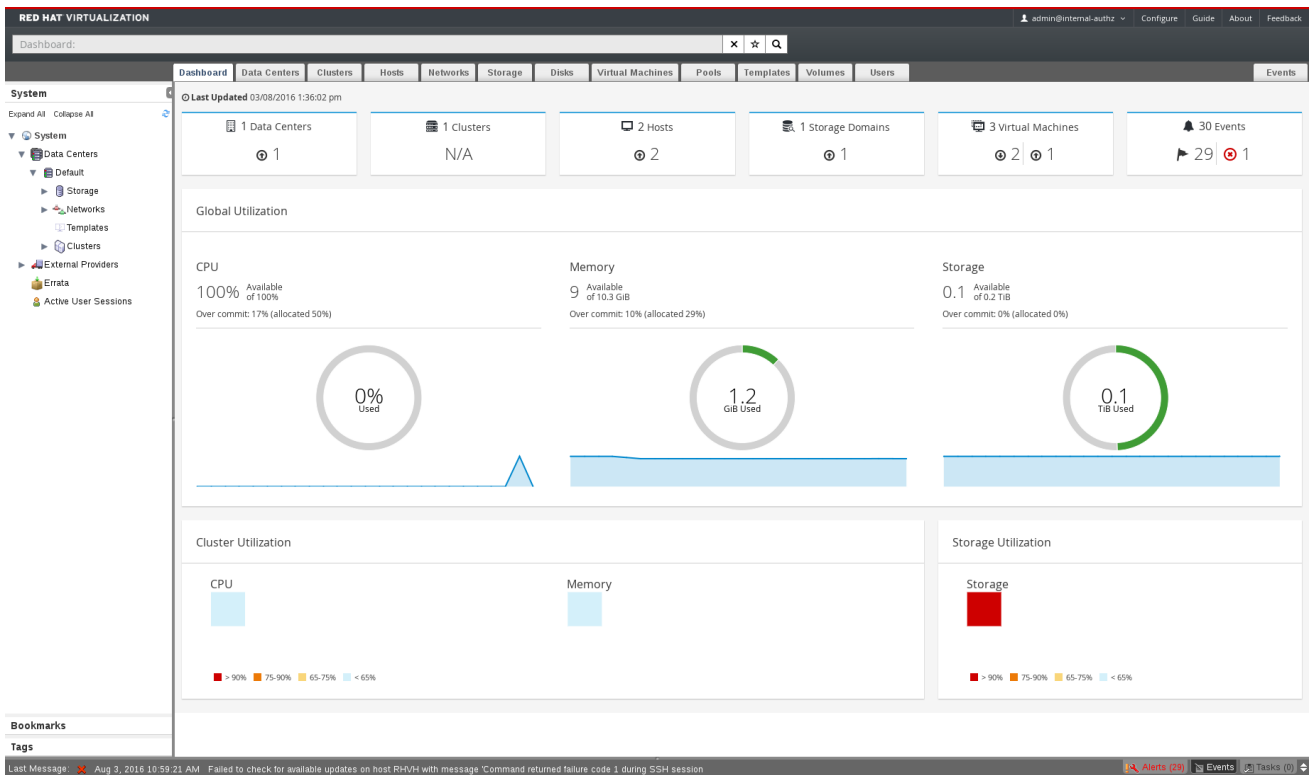 RED HAT VIRTUALIZATION
admin@internal-authz Configure Guide About Feedback
Dashboard:
Dashboard Data Centers Clusters Hosts Networks Storage Disks Virtual Machines Pools Templates Volumes Users Events
System
Expand All Collapse All
System
Data Centers
Default
Storage
Networks
Templates
Clusters
External Providers
Errata
Active User Sessions
Bookmarks
Tags
Last Updated 03/08/2016 1:36:02 pm
1 Data Centers
1
1 Clusters
N/A
2 Hosts
2
1 Storage Domains
1
3 Virtual Machines
2 1
30 Events
29 1
Global Utilization
CPU
100% Available of 100%
Over commit: 17% (allocated 50%)
0%
Used
Memory
9 Available of 10.3 GiB
Over commit: 10% (allocated 29%)
1.2
GiB Used
Storage
0.1 Available of 0.2 TiB
Over commit: 0% (allocated 0%)
0.1
TiB Used
Cluster Utilization
CPU
Memory
> 90% 75-90% 65-75% < 65%
Storage Utilization
Storage
> 90% 75-90% 65-75% < 65%
Last Message: Aug 3, 2016 10:59:21 AM Failed to check for available updates on host RHVH with message 'Command returned failure code 1 during SSH session
Alerts (29) Events Tasks (0)